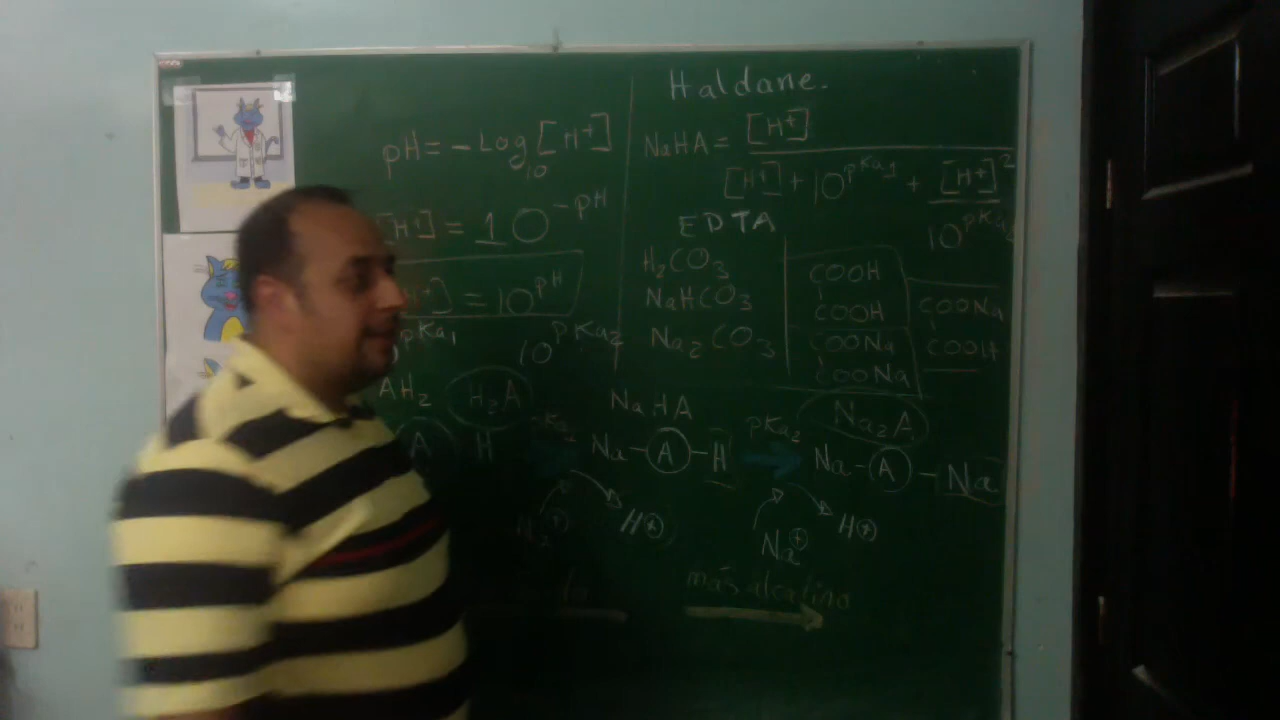 pH = -Log10 [H+]
[H+] = 10^-pH
+] = 10^pH
pKa1
10^pKa2
AH2 H2A
A H
Haldane.
NaHA = [H+]
[H+] + 10^pKa1 + [H+]^2
10^pKa
EDTA
H2CO3
NaHCO3
Na2CO3
COOH
COOH
COONa
COONa
COONa
COOH
NaHA
Na2A
Na-A-H
pKa2
Na-A-Na
H⊕
Na⊕
H⊕
más alcalino